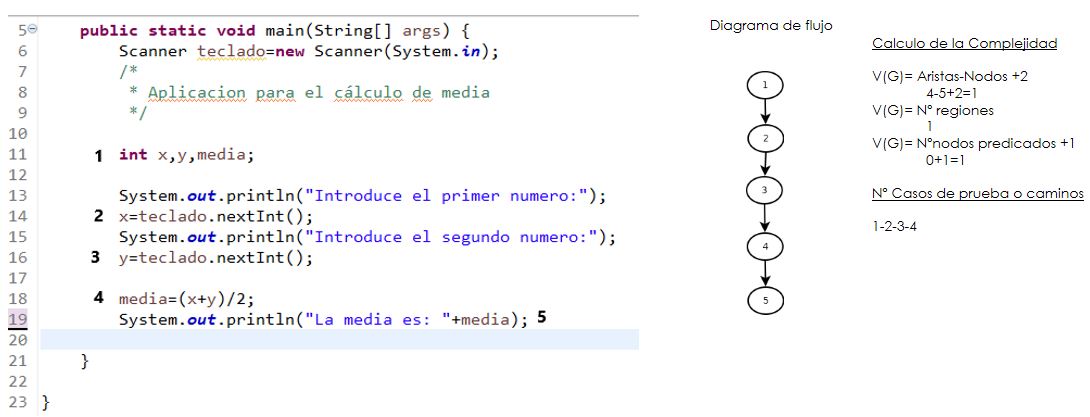 5 public static void main(String[] args) {
6 Scanner teclado=new Scanner(System.in);
7 /*
8 * Aplicacion para el cálculo de media
9 */
10
11 1 int x,y,media;
12
13 System.out.println("Introduce el primer numero:");
14 2 x=teclado.nextInt();
15 System.out.println("Introduce el segundo numero:");
16 3 y=teclado.nextInt();
17
18 4 media=(x+y)/2;
19 System.out.println("La media es: "+media); 5
20
21 }
22
23 }
Diagrama de flujo
1
2
3
4
5
Calculo de la Complejidad
V(G)= Aristas-Nodos +2
4-5+2=1
V(G)= Nº regiones
1
V(G)= Nºnodos predicados +1
0+1=1
Nº Casos de prueba o caminos
1-2-3-4